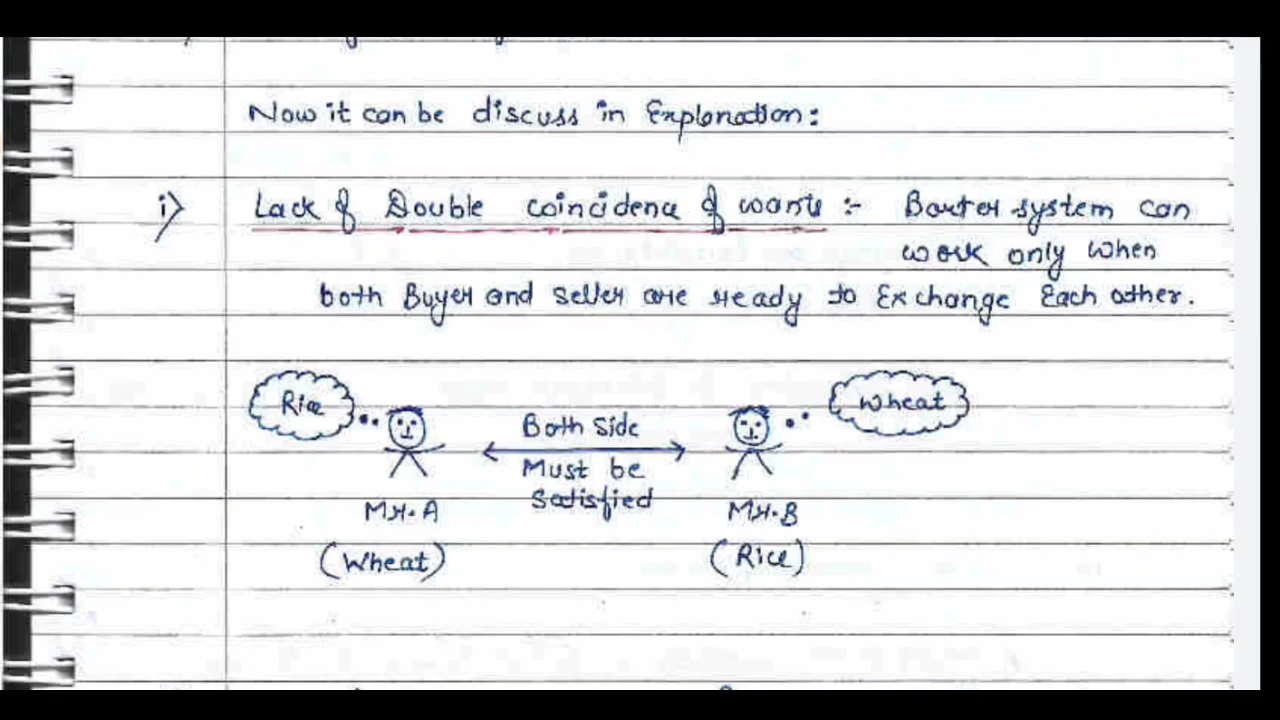 Now it can be discuss in Explanation:
i) Lack of Double coincidence of wants :- Barter system can
work only when
both Buyer and seller are ready to Exchange Each other.
Rice
Wheat
Both Side
Must be
Satisfied
Mr. A
Mr. B
(Wheat)
(Rice)